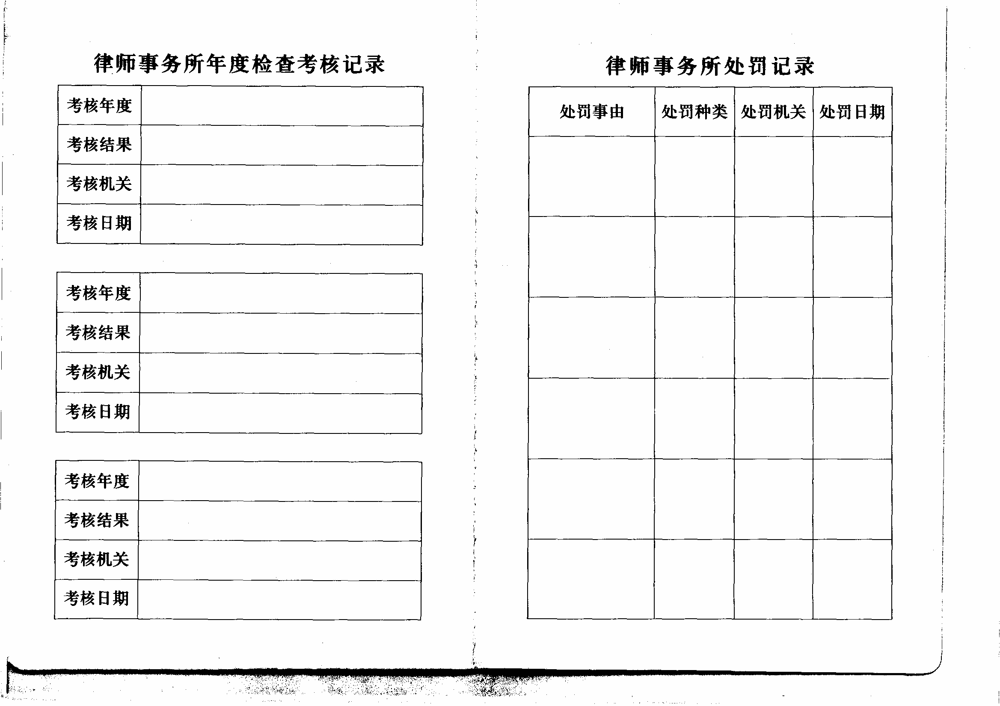 律师事务所年度检查考核记录
考核年度
考核结果
考核机关
考核日期
考核年度
考核结果
考核机关
考核日期
考核年度
考核结果
考核机关
考核日期
律师事务所处罚记录
处罚事由 处罚种类 处罚机关 处罚日期